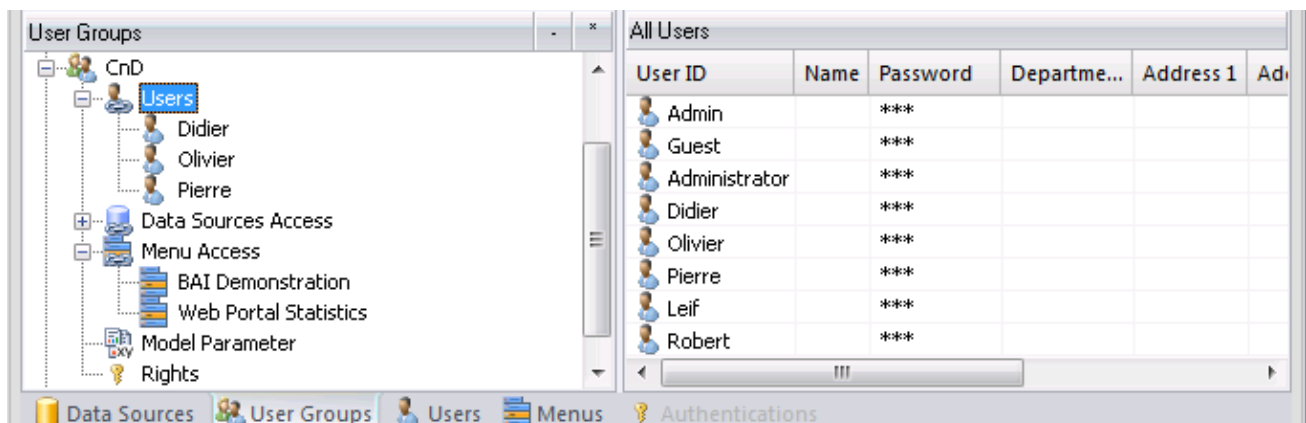 User Groups
CnD
Users
Didier
Olivier
Pierre
Data Sources Access
Menu Access
BAI Demonstration
Web Portal Statistics
Model Parameter
Rights
All Users
User ID Name Password Departme... Address 1 Ad
Admin ***
Guest ***
Administrator ***
Didier ***
Olivier ***
Pierre ***
Leif ***
Robert ***
Data Sources User Groups Users Menus Authentications